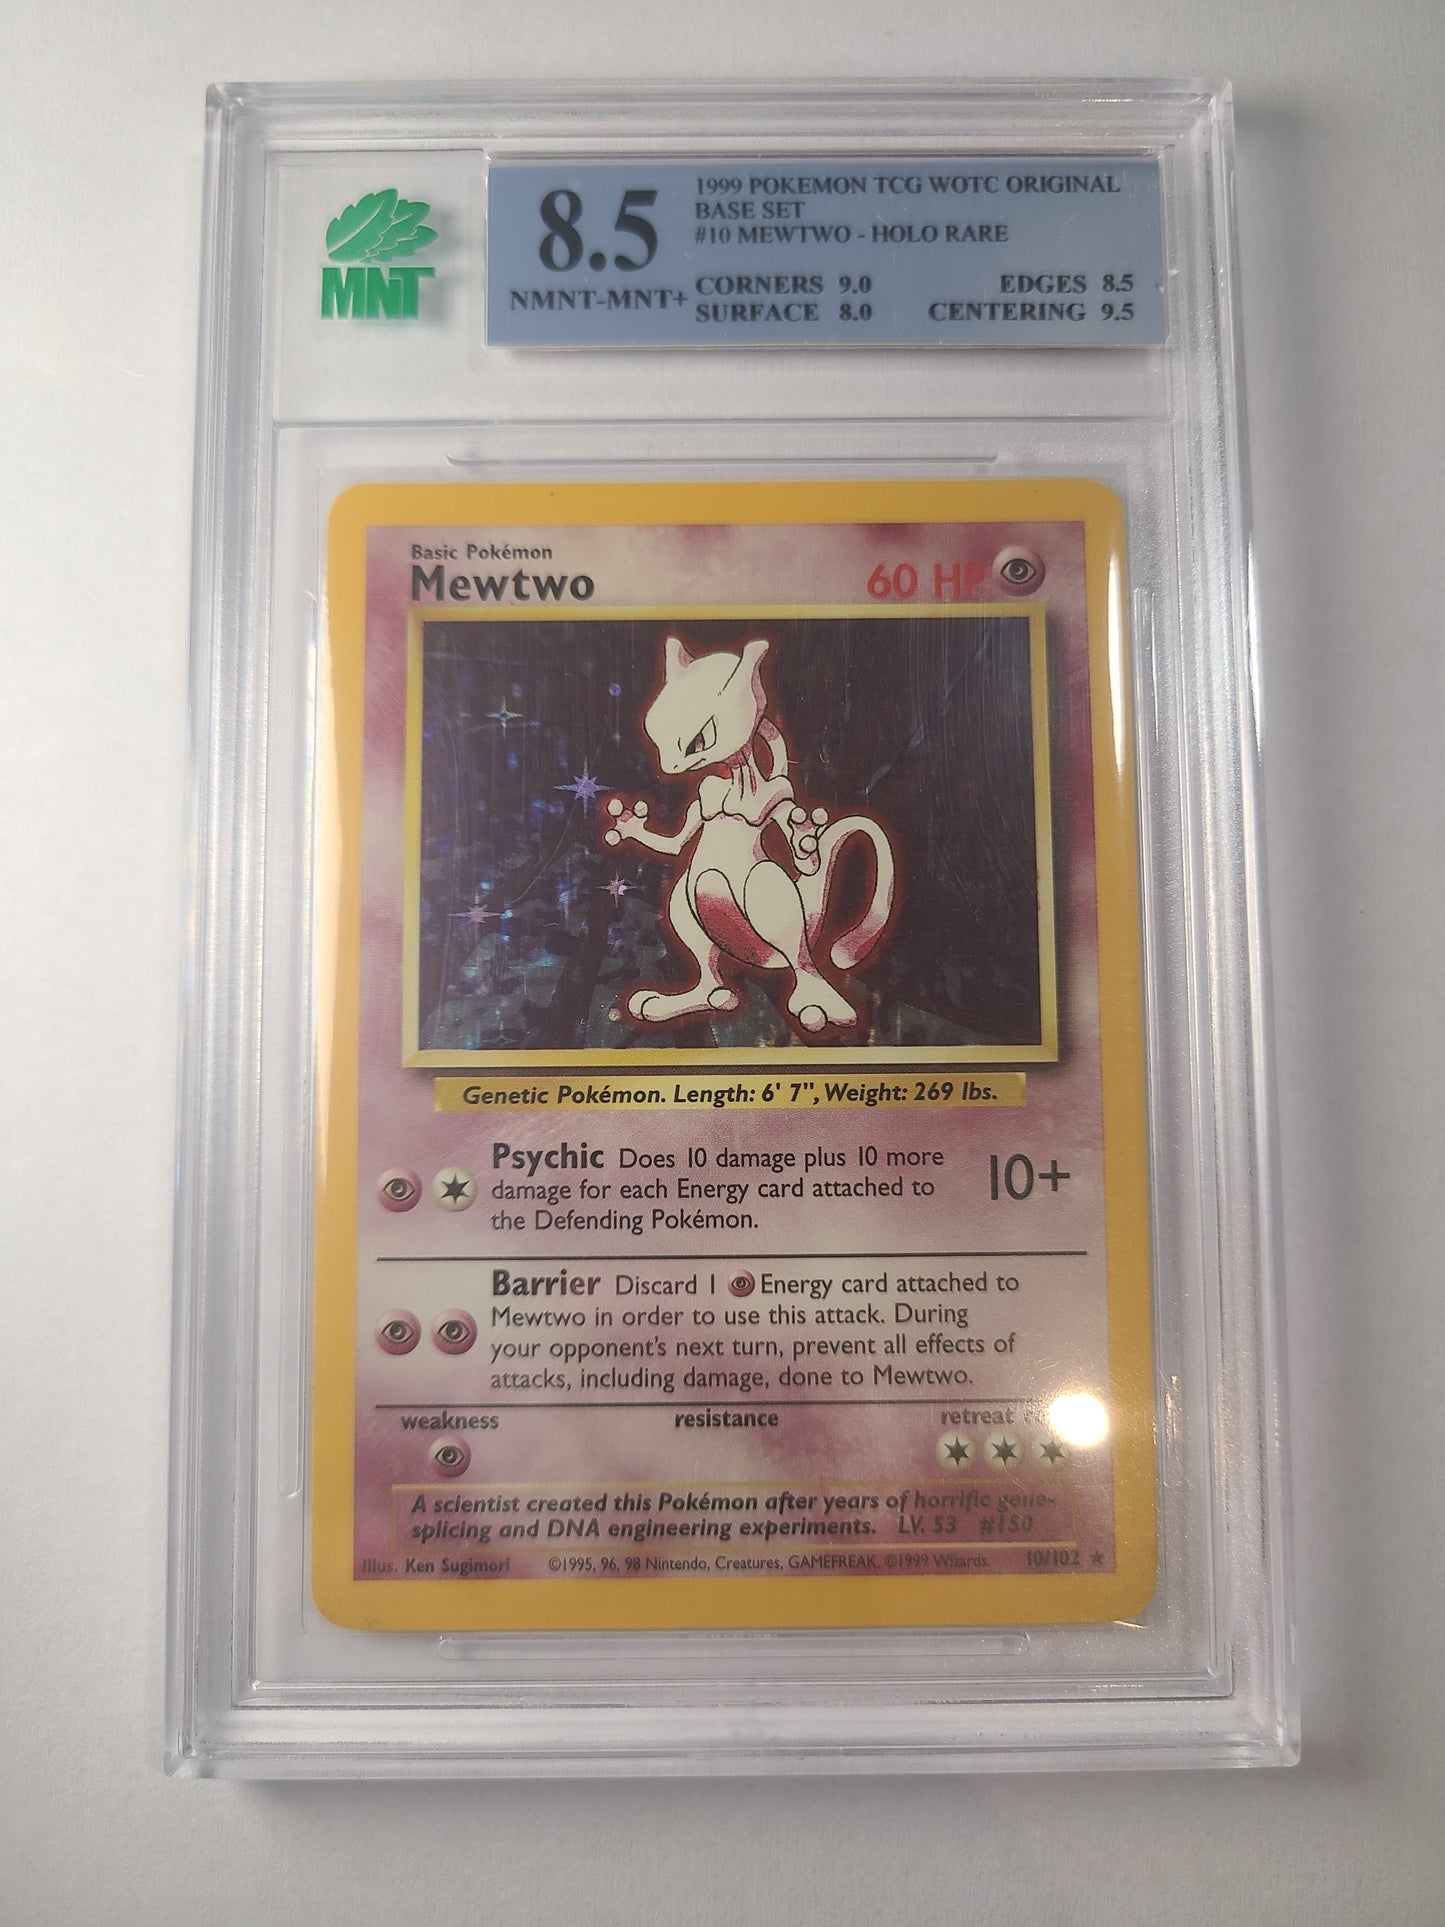 MNT
8.5
NMNT-MNT+
1999 POKEMON TCG WOTC ORIGINAL
BASE SET
#10 MEWTWO - HOLO RARE
CORNERS 9.0 EDGES 8.5
SURFACE 8.0 CENTERING 9.5
Basic Pokémon
Mewtwo 60 HP
Genetic Pokémon. Length: 6' 7", Weight: 269 lbs.
Psychic Does 10 damage plus 10 more
damage for each Energy card attached to
the Defending Pokémon.
10+
Barrier Discard 1 Energy card attached to
Mewtwo in order to use this attack. During
your opponent's next turn, prevent all effects of
attacks, including damage, done to Mewtwo.
weakness resistance retreat
A scientist created this Pokémon after years of horrific gene-
splicing and DNA engineering experiments. LV. 53 #150
Illus. Ken Sugimori ©1995, 96, 98 Nintendo, Creatures, GAMEFREAK. ©1999 Wizards. 10/102 ★